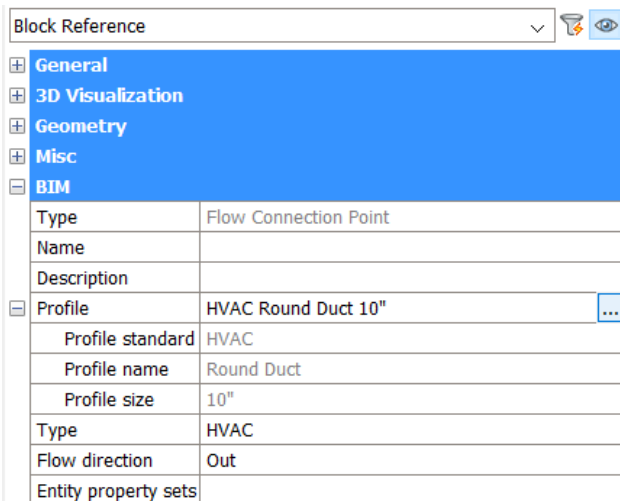 Block Reference
General
3D Visualization
Geometry
Misc
BIM
Type Flow Connection Point
Name
Description
Profile HVAC Round Duct 10" ...
Profile standard HVAC
Profile name Round Duct
Profile size 10"
Type HVAC
Flow direction Out
Entity property sets